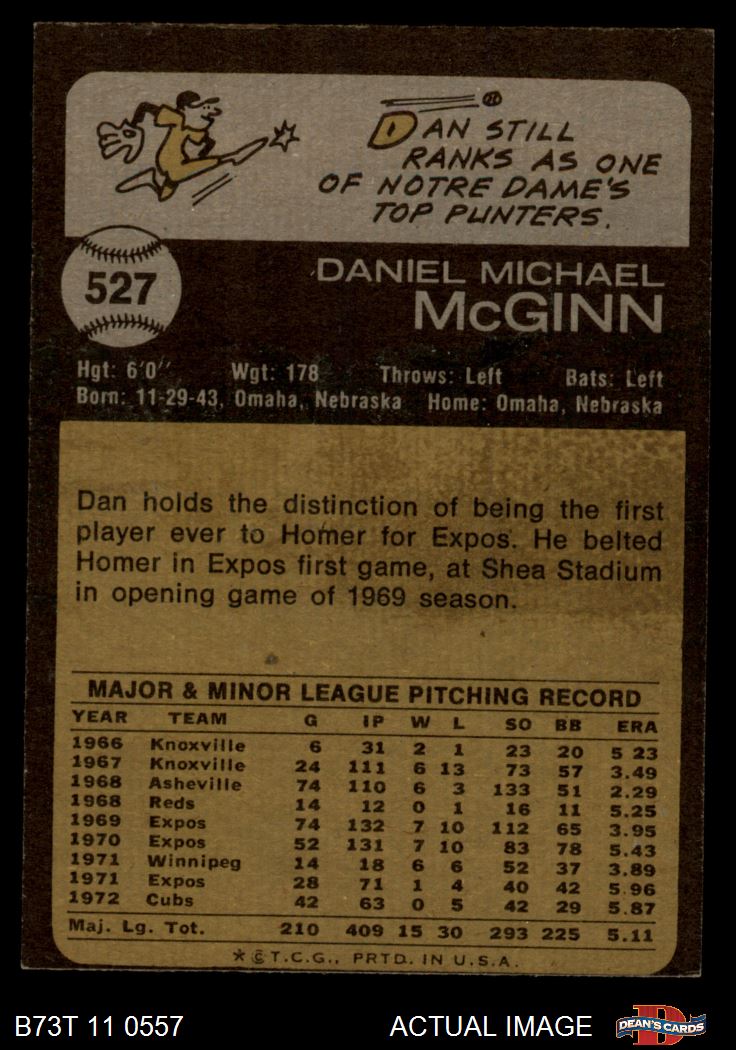 DAN STILL
RANKS AS ONE
OF NOTRE DAME'S
TOP PUNTERS.
527
DANIEL MICHAEL
McGINN
Hgt: 6'0" Wgt: 178 Throws: Left Bats: Left
Born: 11-29-43, Omaha, Nebraska Home: Omaha, Nebraska
Dan holds the distinction of being the first
player ever to Homer for Expos. He belted
Homer in Expos first game, at Shea Stadium
in opening game of 1969 season.
MAJOR & MINOR LEAGUE PITCHING RECORD
YEAR TEAM G IP W L SO BB ERA
1966 Knoxville 6 31 2 1 23 20 5 23
1967 Knoxville 24 111 6 13 73 57 3.49
1968 Asheville 74 110 6 3 133 51 2.29
1968 Reds 14 12 0 1 16 11 5.25
1969 Expos 74 132 7 10 112 65 3.95
1970 Expos 52 131 7 10 83 78 5.43
1971 Winnipeg 14 18 6 6 52 37 3.89
1971 Expos 28 71 1 4 40 42 5.96
1972 Cubs 42 63 0 5 42 29 5.87
Maj. Lg. Tot. 210 409 15 30 293 225 5.11
*©T.C.G., PRTD. IN U.S.A.
B73T 11 0557 ACTUAL IMAGE DEAN'S CARDS